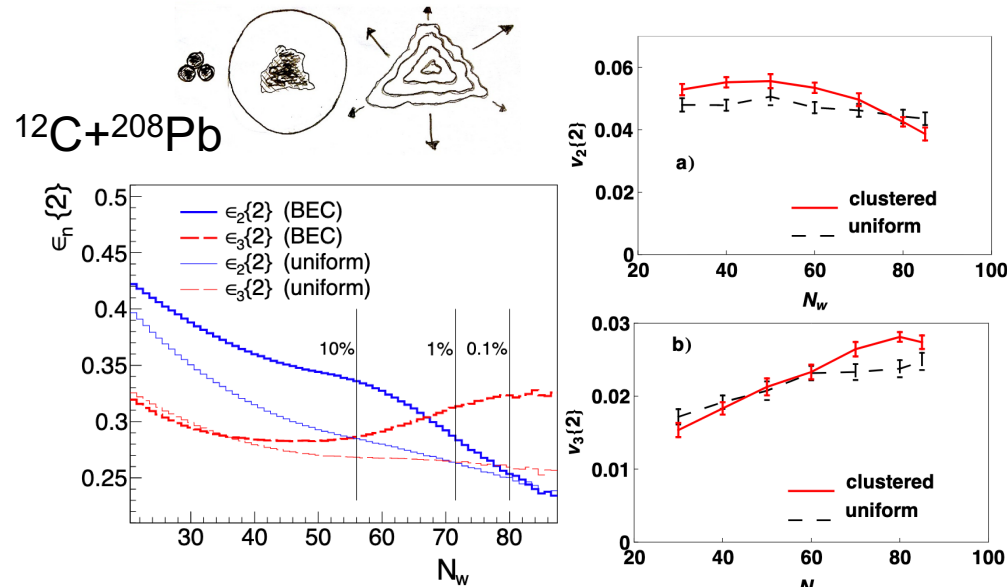 ¹²C+²⁰⁸Pb
ϵn{2}
0.5
0.45
0.4
0.35
0.3
0.25
ϵ₂{2} (BEC)
ϵ₃{2} (BEC)
ϵ₂{2} (uniform)
ϵ₃{2} (uniform)
10%
1%
0.1%
30
40
50
60
70
80
N_w
v₂{2}
0.06
0.04
0.02
0
a)
clustered
uniform
20
40
60
80
100
N_w
v₃{2}
0.03
0.02
0.01
0
b)
clustered
uniform
20
40
60
80
100